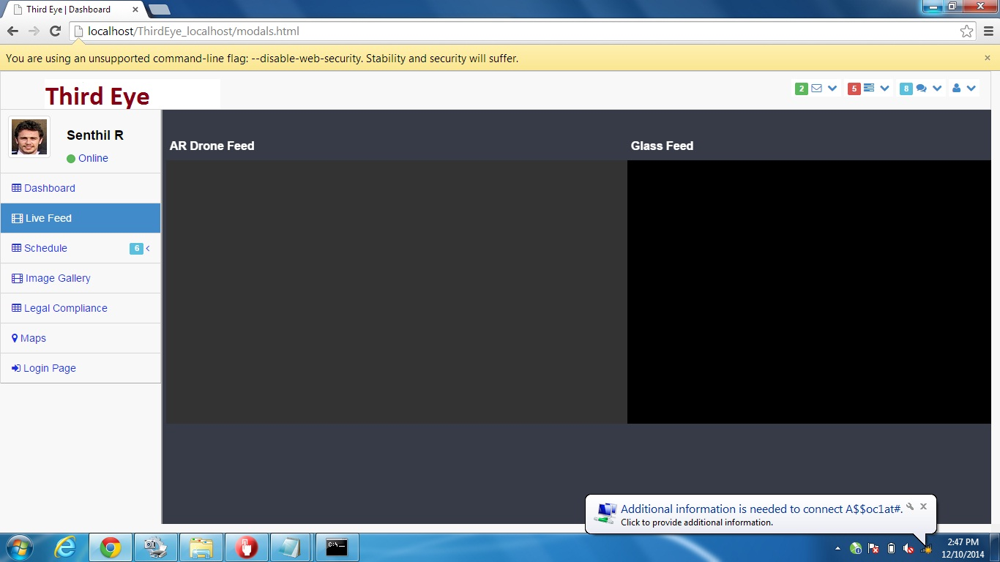 Third Eye | Dashboard
localhost/ThirdEye_localhost/modals.html
You are using an unsupported command-line flag: --disable-web-security. Stability and security will suffer.
Third Eye
2
5
8
Senthil R
Online
Dashboard
Live Feed
Schedule 6
Image Gallery
Legal Compliance
Maps
Login Page
AR Drone Feed
Glass Feed
Additional information is needed to connect A$$oc1at#.
Click to provide additional information.
C:\.
2:47 PM
12/10/2014